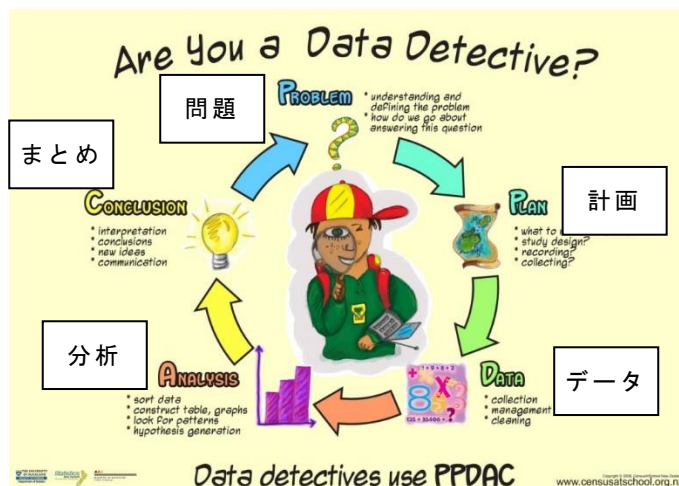 Are You a Data Detective?
問題
PROBLEM
* understanding and
defining the problem
* how do we go about
answering this question
まとめ
CONCLUSION
* interpretation
* conclusions
* new ideas
* communication
計画
PLAN
* what to
* study design?
* recording?
* collecting?
分析
ANALYSIS
* sort data
* construct table, graphs
* look for patterns
* hypothesis generation
データ
DATA
* collection
* management
* cleaning
Data detectives use PPDAC
www.censusatschool.org.n